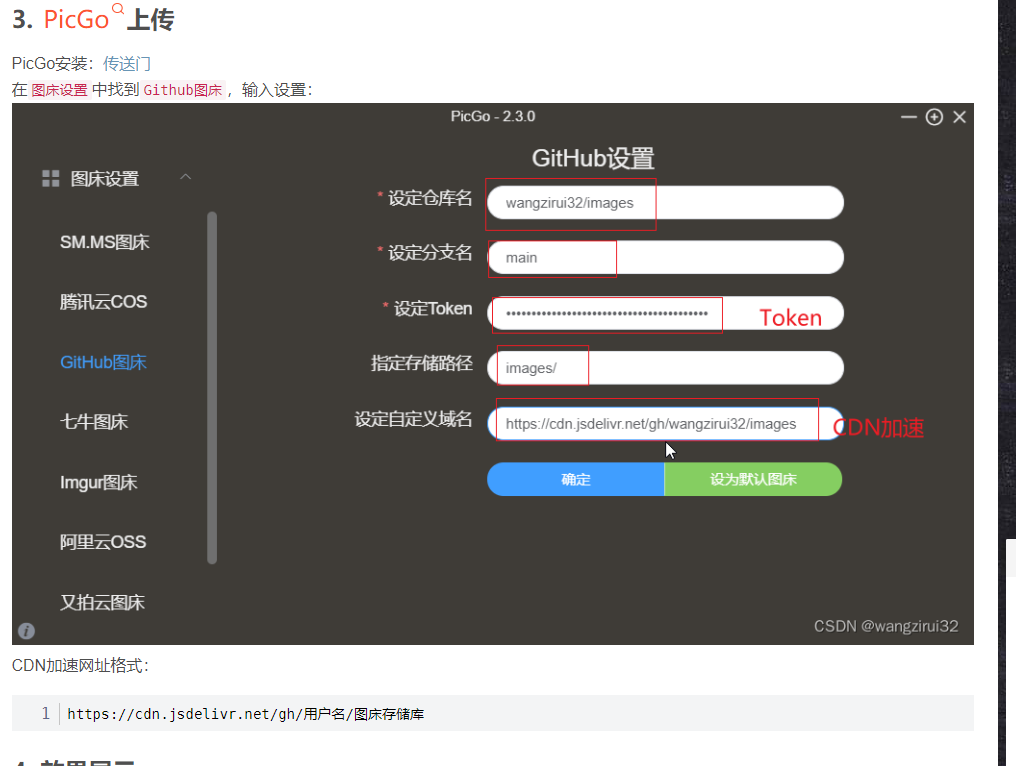 3. PicGo上传
PicGo安装：传送门
在 图床设置 中找到 Github图床 ，输入设置：
PicGo - 2.3.0
GitHub设置
图床设置
* 设定仓库名 wangzirui32/images
SM.MS图床
* 设定分支名 main
腾讯云COS
* 设定Token •••••••••••••••••••••••••••••••••••••••• Token
GitHub图床
指定存储路径 images/
七牛图床
设定自定义域名 https://cdn.jsdelivr.net/gh/wangzirui32/images CDN加速
Imgur图床
确定 设为默认图床
阿里云OSS
又拍云图床
CSDN @wangzirui32
CDN加速网址格式：
1 https://cdn.jsdelivr.net/gh/用户名/图床存储库